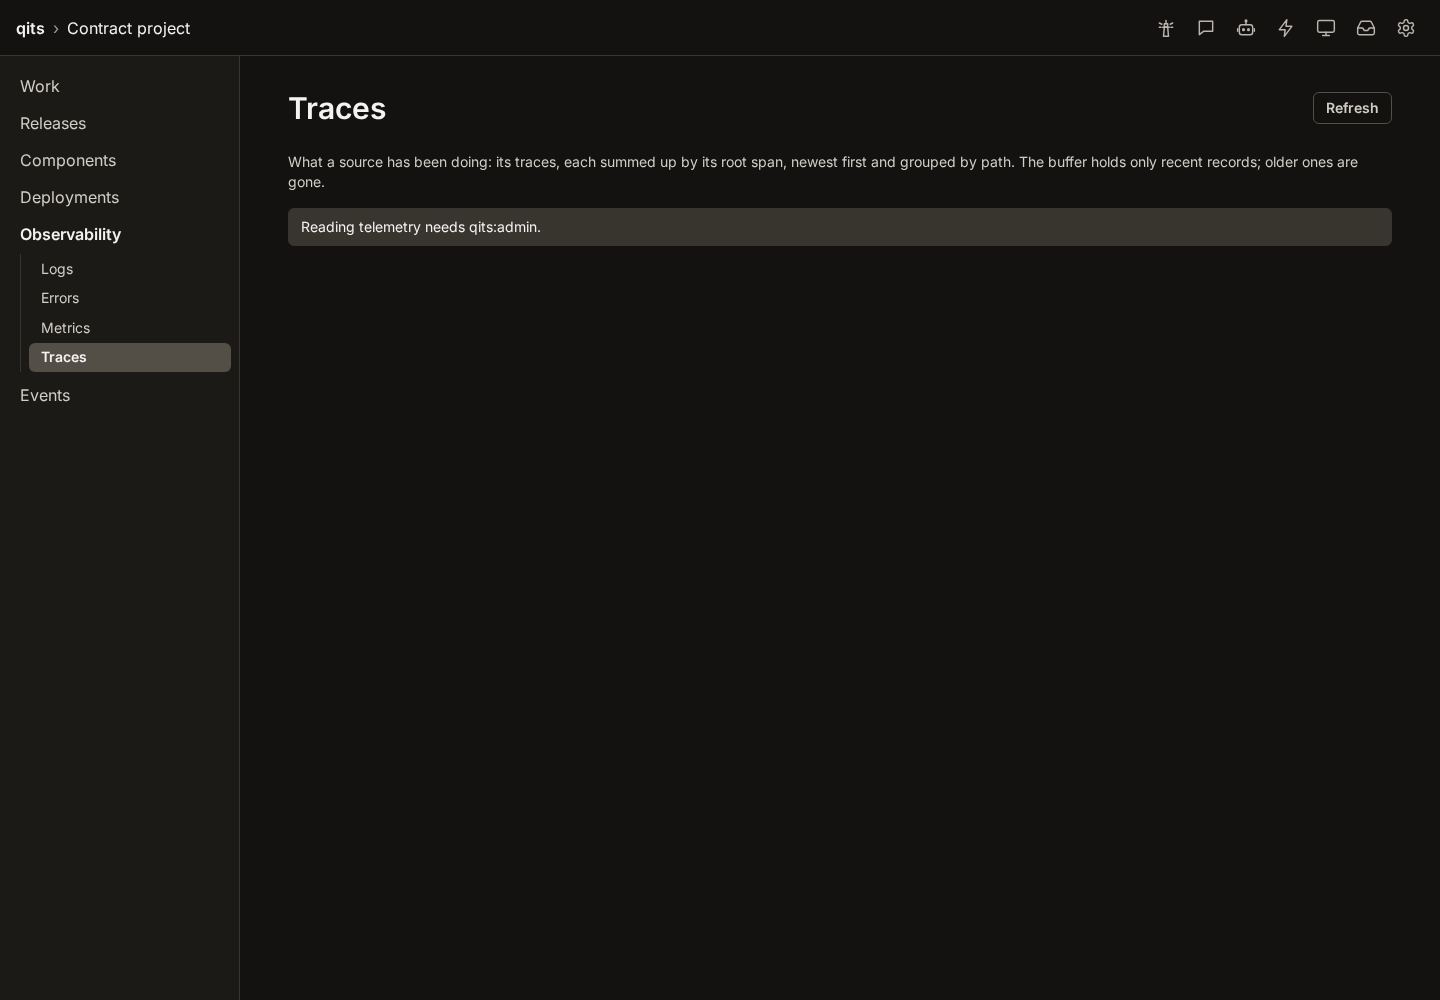 qits › Contract project
Work
Releases
Components
Deployments
Observability
Logs
Errors
Metrics
Traces
Events
Traces
Refresh
What a source has been doing: its traces, each summed up by its root span, newest first and grouped by path. The buffer holds only recent records; older ones are
gone.
Reading telemetry needs qits:admin.